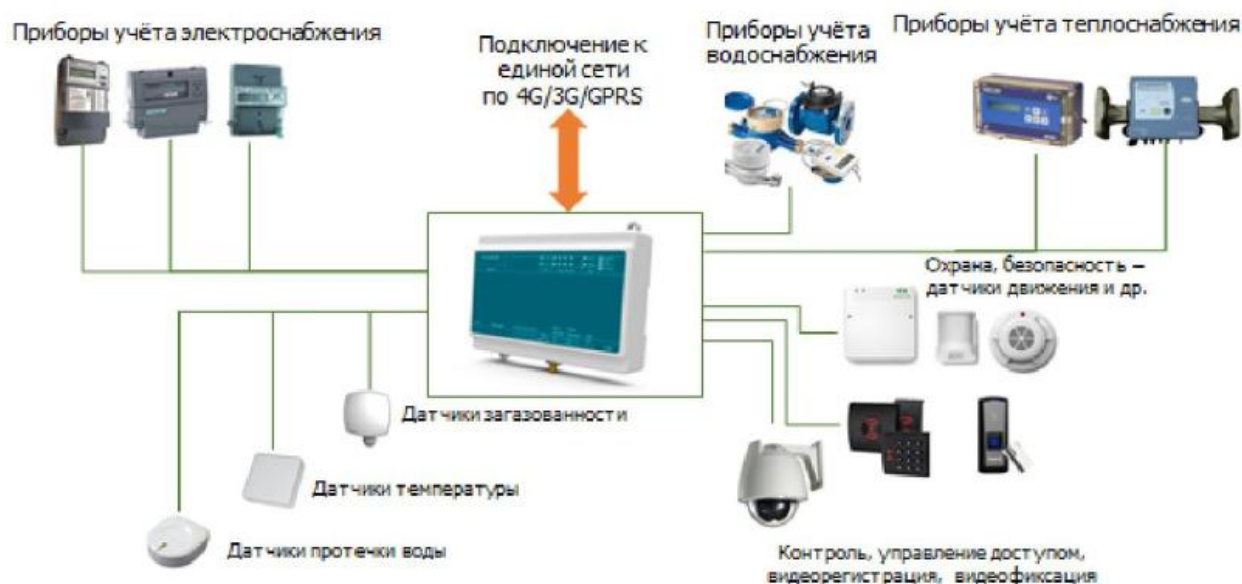 Приборы учёта электроснабжения
Подключение к
единой сети
по 4G/3G/GPRS
Приборы учёта
водоснабжения
Приборы учёта теплоснабжения
Охрана, безопасность –
датчики движения и др.
Датчики загазованности
Датчики температуры
Датчики протечки воды
Контроль, управление доступом,
видеорегистрация, видеофиксация